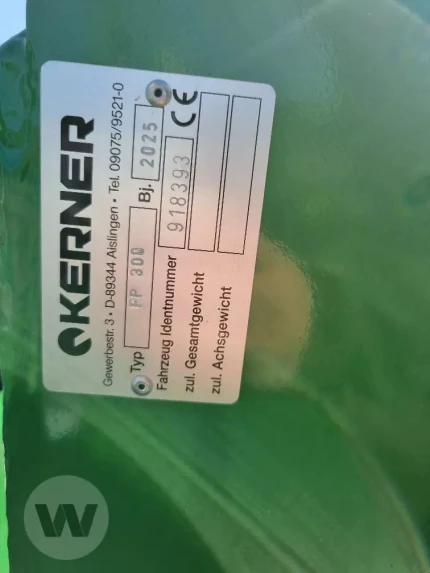 KERNER
Gewerbestr. 3 • D-89344 Aislingen • Tel. 09075/9521-0
Typ FP 300 Bj. 2025
Fahrzeug Identnummer 918393 CE
zul. Gesamtgewicht
zul. Achsgewicht
W